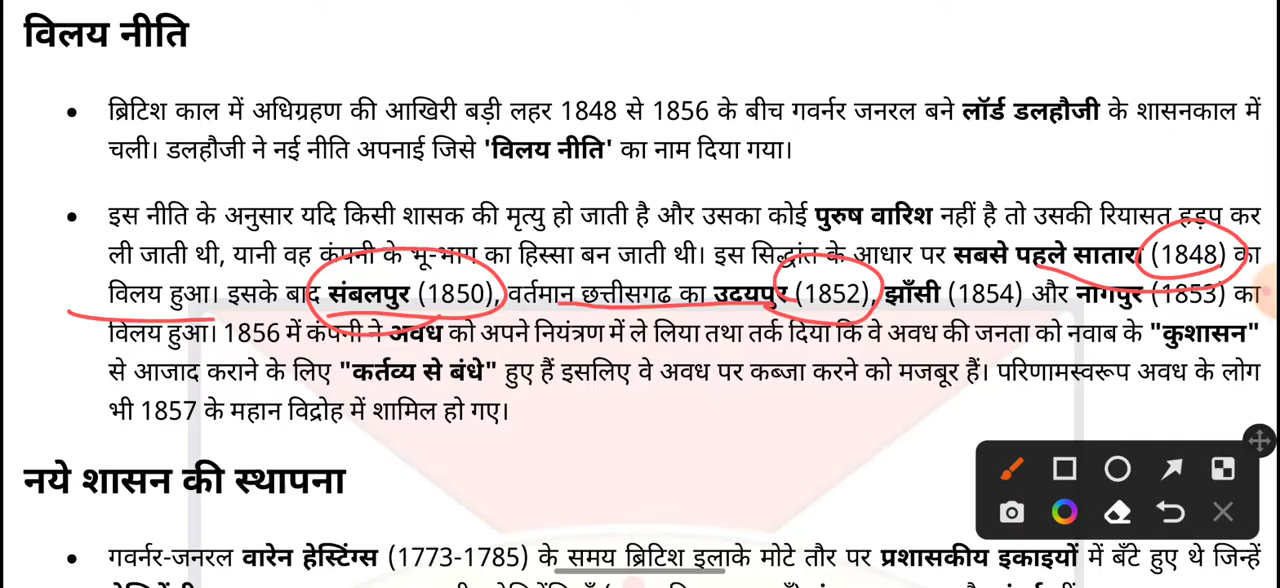 विलय नीति
• ब्रिटिश काल में अधिग्रहण की आखिरी बड़ी लहर 1848 से 1856 के बीच गवर्नर जनरल बने लॉर्ड डलहौजी के शासनकाल में
चली। डलहौजी ने नई नीति अपनाई जिसे 'विलय नीति' का नाम दिया गया।
• इस नीति के अनुसार यदि किसी शासक की मृत्यु हो जाती है और उसका कोई पुरुष वारिश नहीं है तो उसकी रियासत हड़प कर
ली जाती थी, यानी वह कंपनी के भू-भाग का हिस्सा बन जाती थी। इस सिद्धांत के आधार पर सबसे पहले सातारा (1848) का
विलय हुआ। इसके बाद संबलपुर (1850), वर्तमान छत्तीसगढ का उदयपुर (1852), झाँसी (1854) और नागपुर (1853) का
विलय हुआ। 1856 में कंपनी ने अवध को अपने नियंत्रण में ले लिया तथा तर्क दिया कि वे अवध की जनता को नवाब के "कुशासन"
से आजाद कराने के लिए "कर्तव्य से बंधे" हुए हैं इसलिए वे अवध पर कब्जा करने को मजबूर हैं। परिणामस्वरूप अवध के लोग
भी 1857 के महान विद्रोह में शामिल हो गए।
नये शासन की स्थापना
• गवर्नर-जनरल वारेन हेस्टिंग्स (1773-1785) के समय ब्रिटिश इलाके मोटे तौर पर प्रशासकीय इकाइयों में बँटे हुए थे जिन्हें